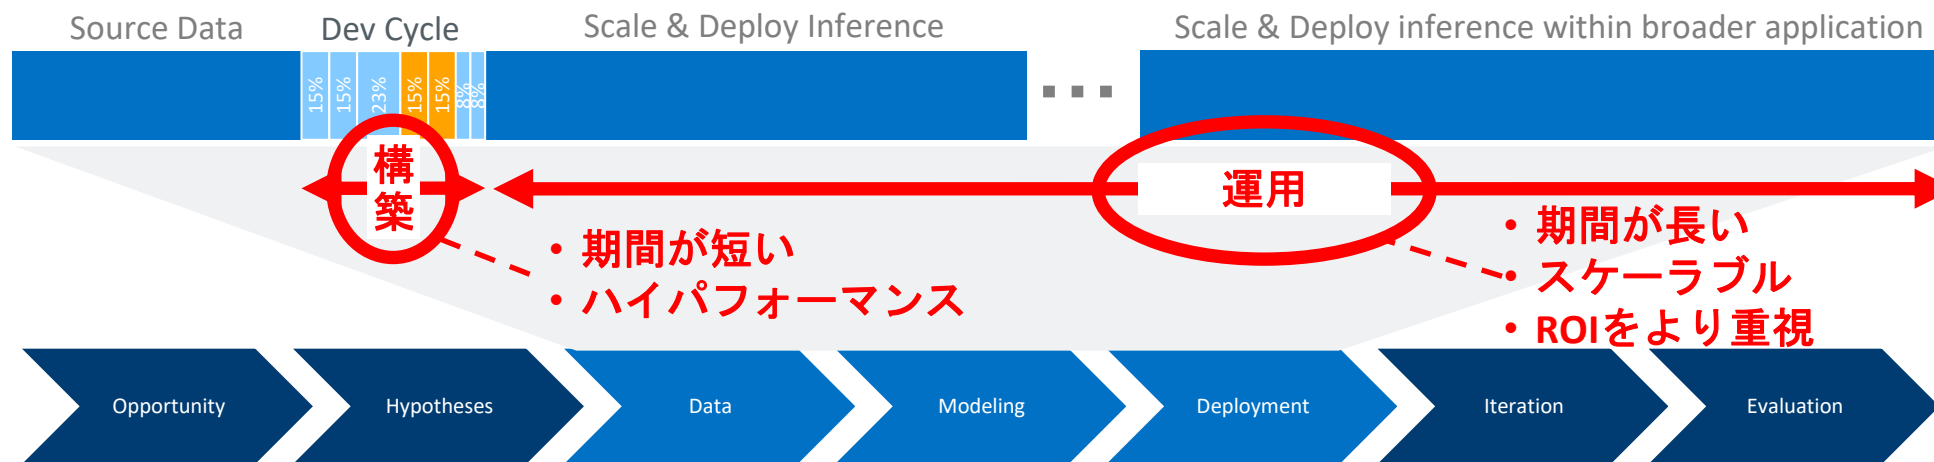 Source Data
Dev Cycle
Scale & Deploy Inference
Scale & Deploy inference within broader application
15%
15%
23%
15%
15%
8%
8%
構
築
運用
・期間が短い
・ハイパフォーマンス
・期間が長い
・スケーラブル
・ROIをより重視
Opportunity
Hypotheses
Data
Modeling
Deployment
Iteration
Evaluation